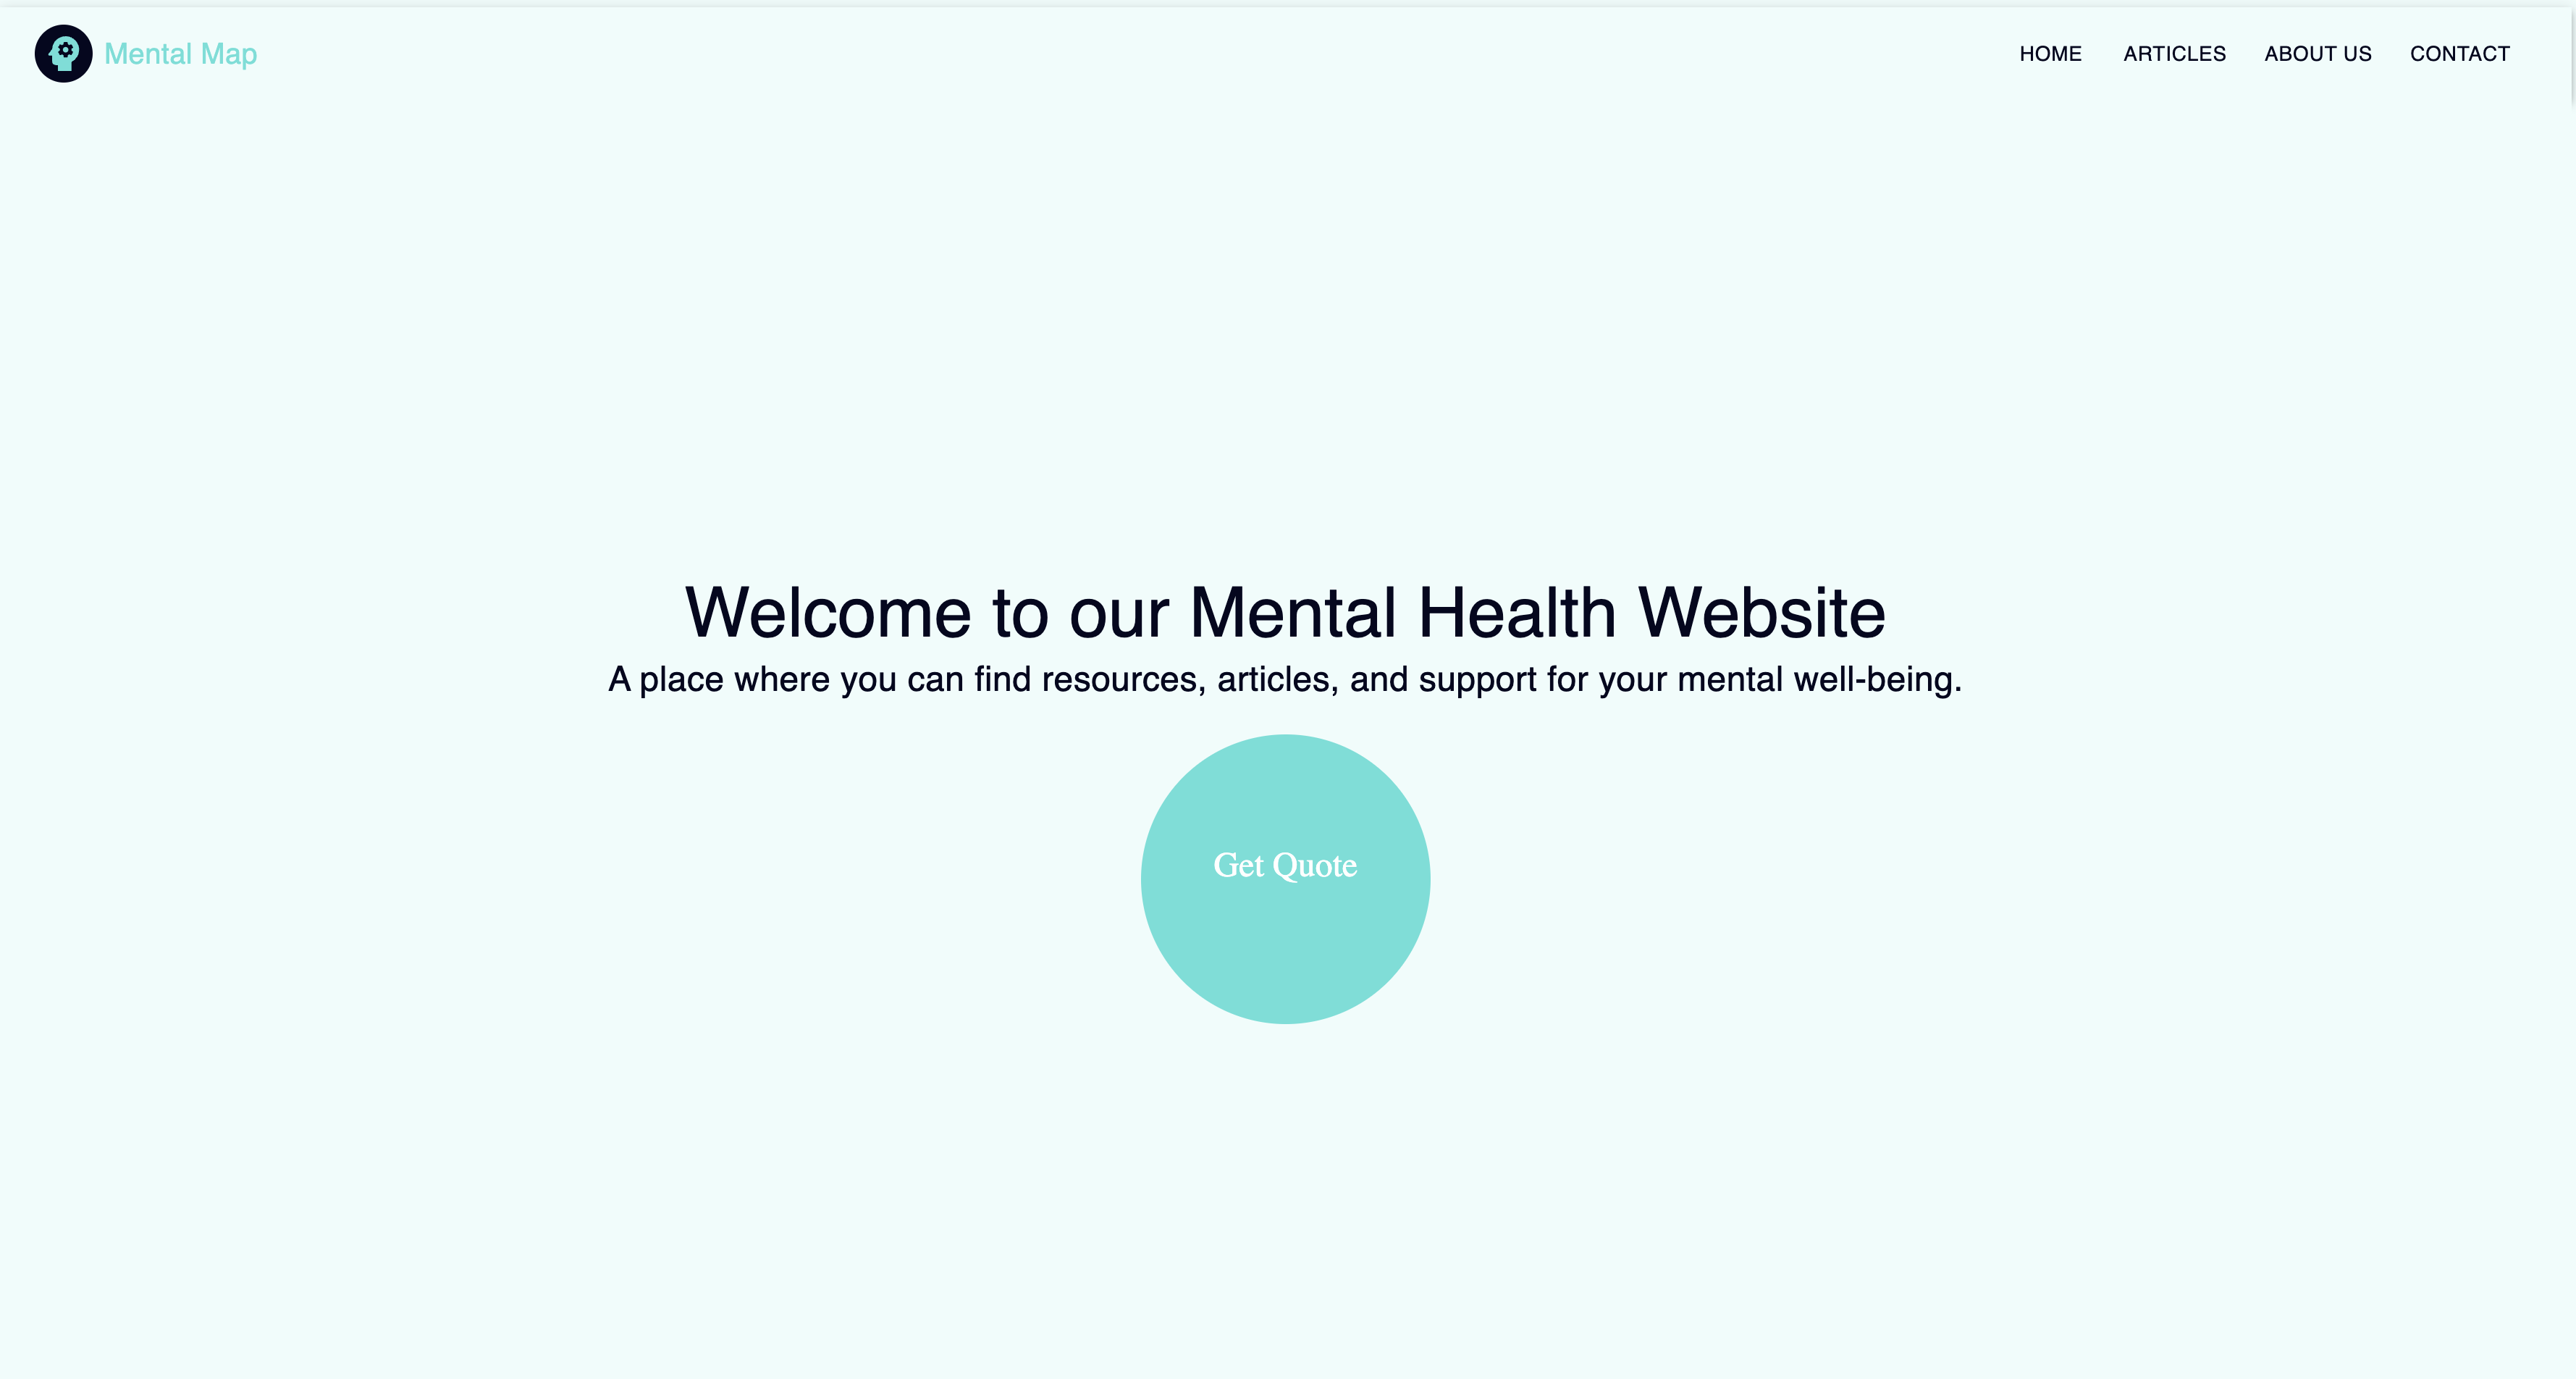 Mental Map
HOME ARTICLES ABOUT US CONTACT
Welcome to our Mental Health Website
A place where you can find resources, articles, and support for your mental well-being.
Get Quote